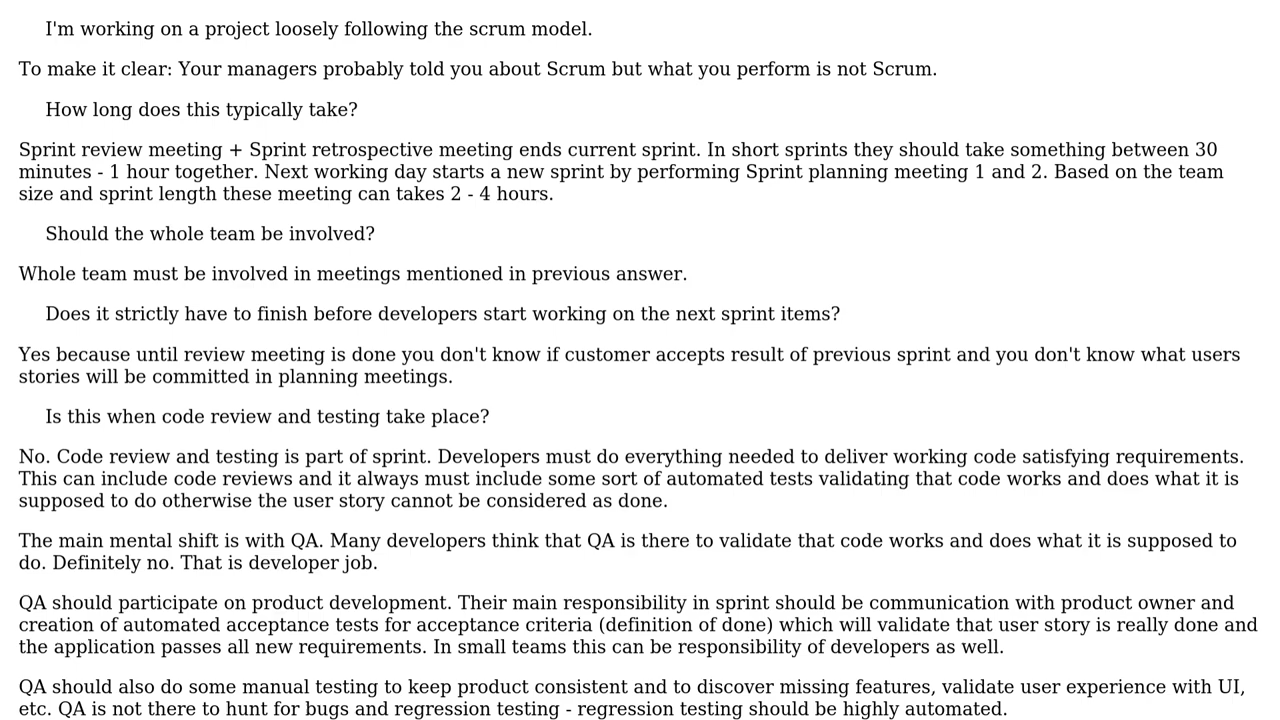 I'm working on a project loosely following the scrum model.
To make it clear: Your managers probably told you about Scrum but what you perform is not Scrum.
How long does this typically take?
Sprint review meeting + Sprint retrospective meeting ends current sprint. In short sprints they should take something between 30
minutes - 1 hour together. Next working day starts a new sprint by performing Sprint planning meeting 1 and 2. Based on the team
size and sprint length these meeting can takes 2 - 4 hours.
Should the whole team be involved?
Whole team must be involved in meetings mentioned in previous answer.
Does it strictly have to finish before developers start working on the next sprint items?
Yes because until review meeting is done you don't know if customer accepts result of previous sprint and you don't know what users
stories will be committed in planning meetings.
Is this when code review and testing take place?
No. Code review and testing is part of sprint. Developers must do everything needed to deliver working code satisfying requirements.
This can include code reviews and it always must include some sort of automated tests validating that code works and does what it is
supposed to do otherwise the user story cannot be considered as done.
The main mental shift is with QA. Many developers think that QA is there to validate that code works and does what it is supposed to
do. Definitely no. That is developer job.
QA should participate on product development. Their main responsibility in sprint should be communication with product owner and
creation of automated acceptance tests for acceptance criteria (definition of done) which will validate that user story is really done and
the application passes all new requirements. In small teams this can be responsibility of developers as well.
QA should also do some manual testing to keep product consistent and to discover missing features, validate user experience with UI,
etc. QA is not there to hunt for bugs and regression testing - regression testing should be highly automated.